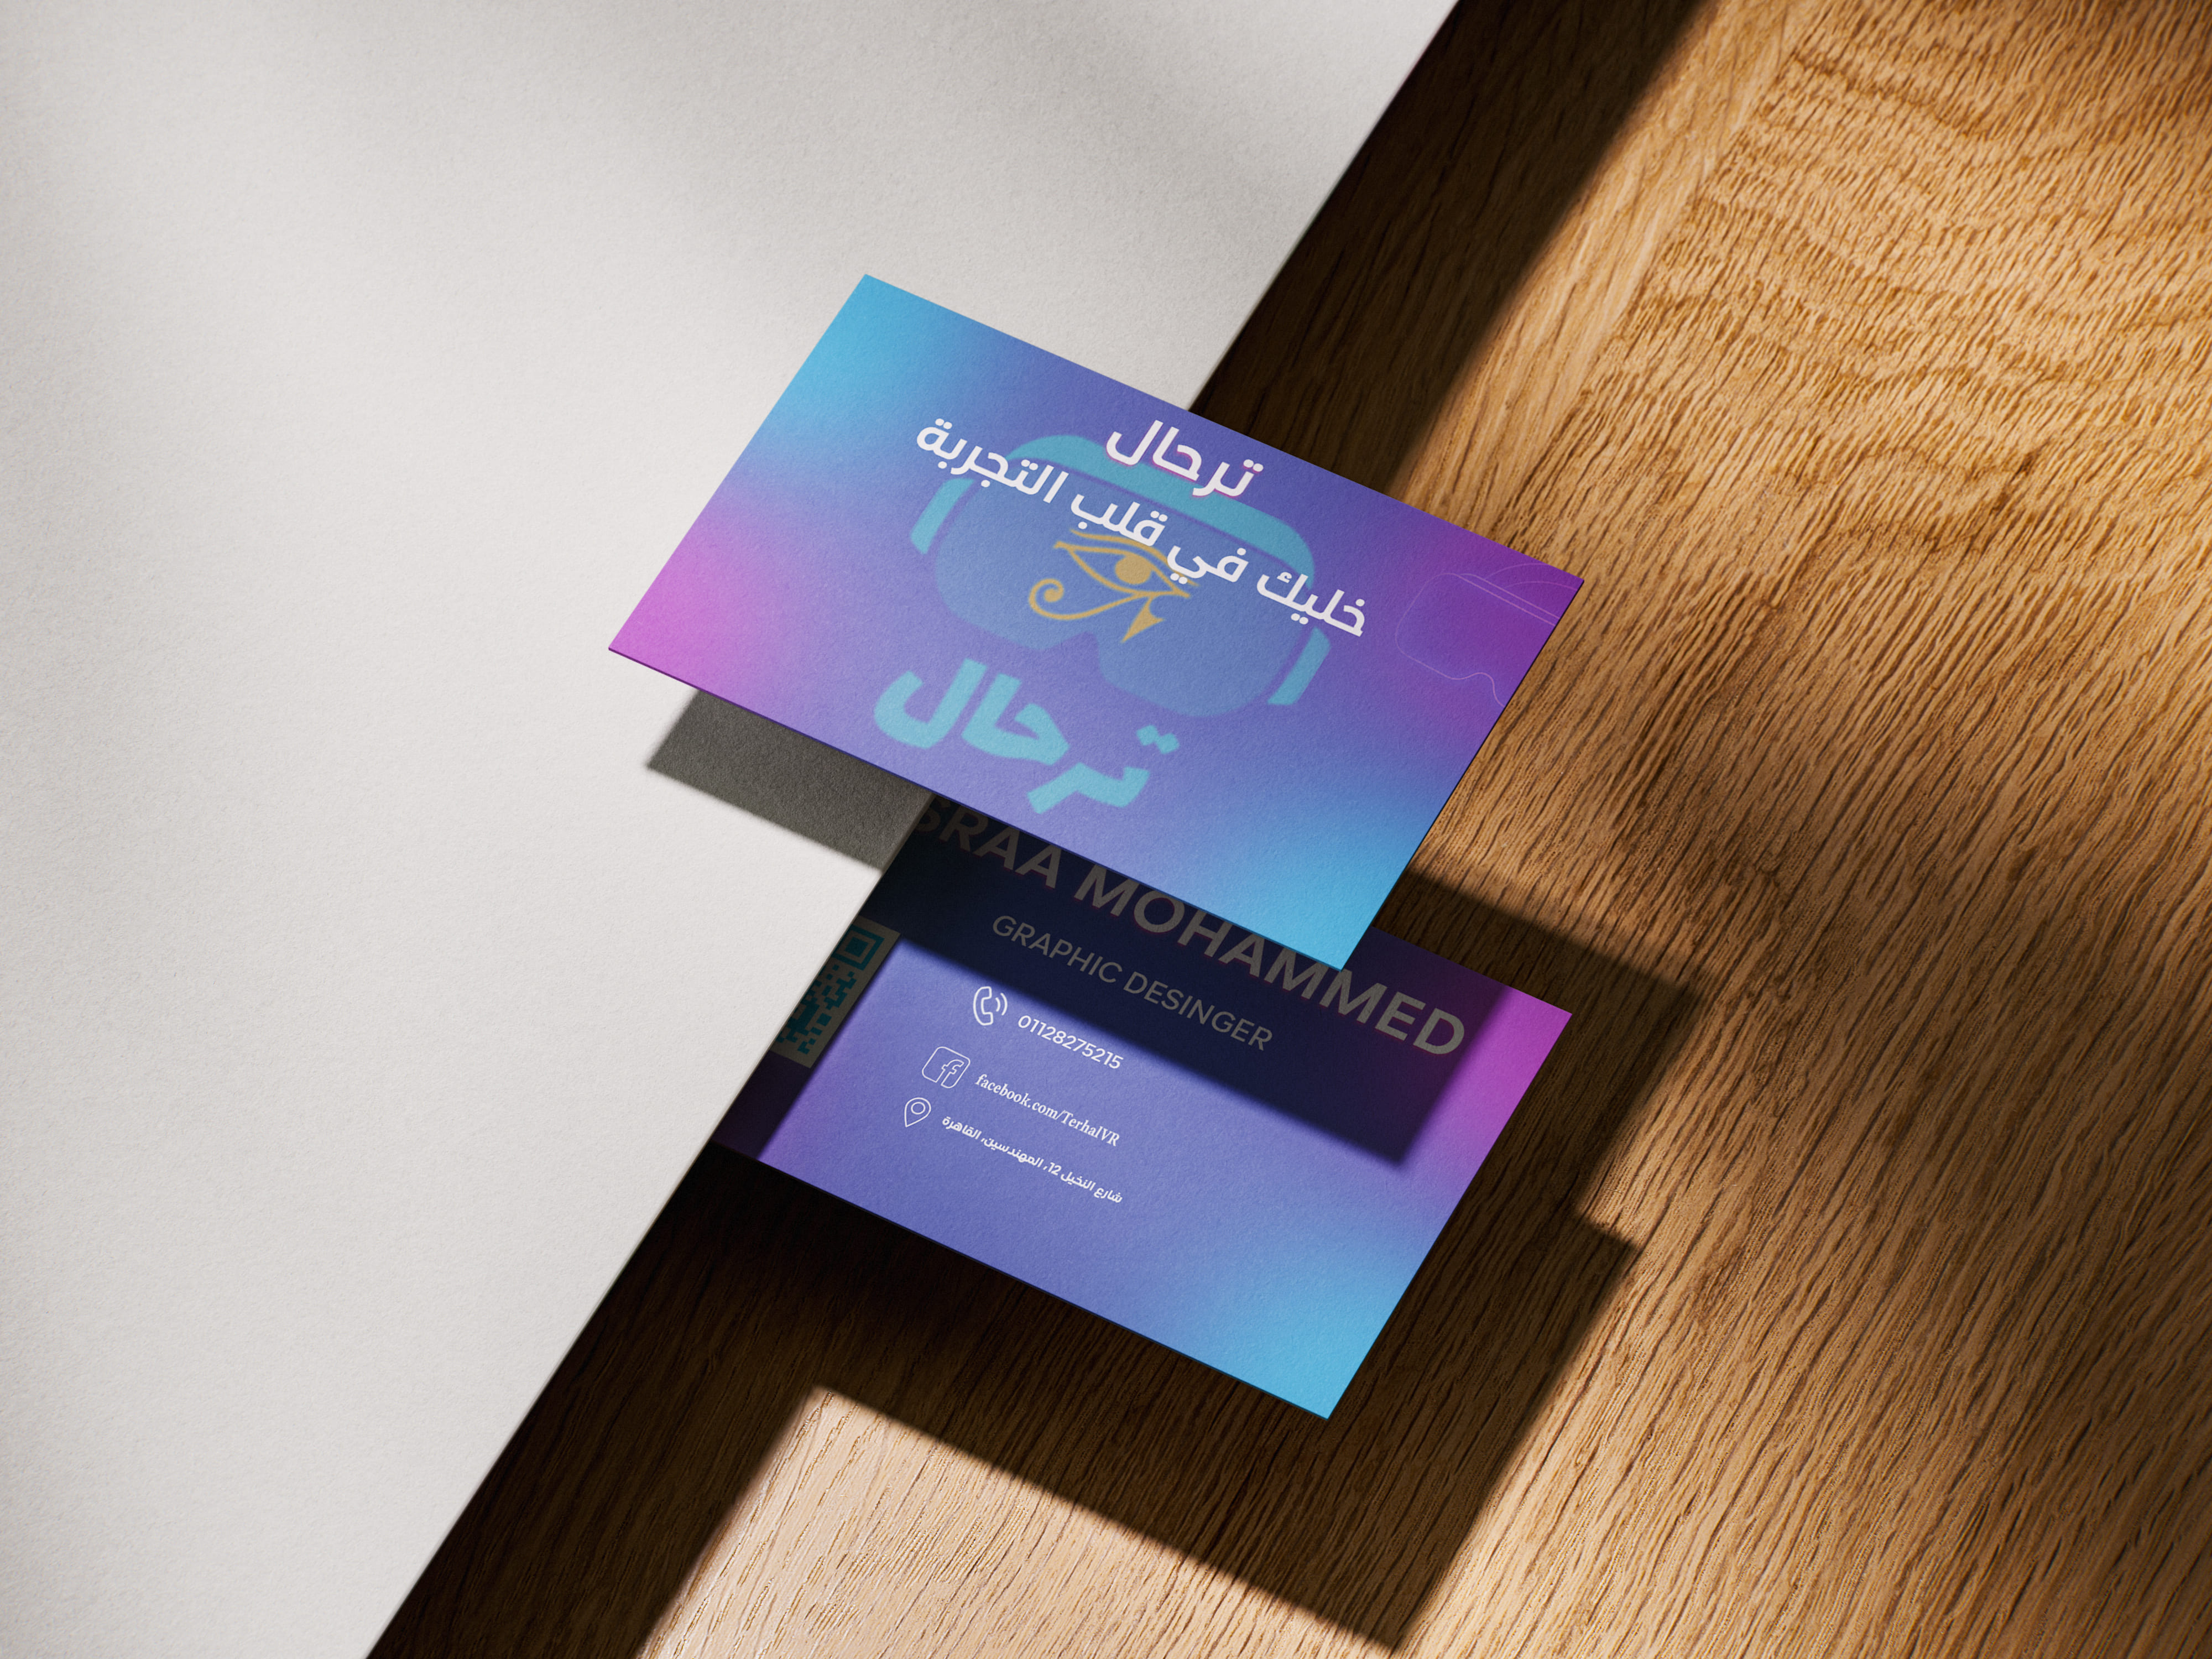 ترحال
خليك في قلب التجربة
ترحال
SRAA MOHAMMED
GRAPHIC DESINGER
01128275215
facebook.com/TerhalVR
شارع النخيل 12، المهندسين، القاهرة